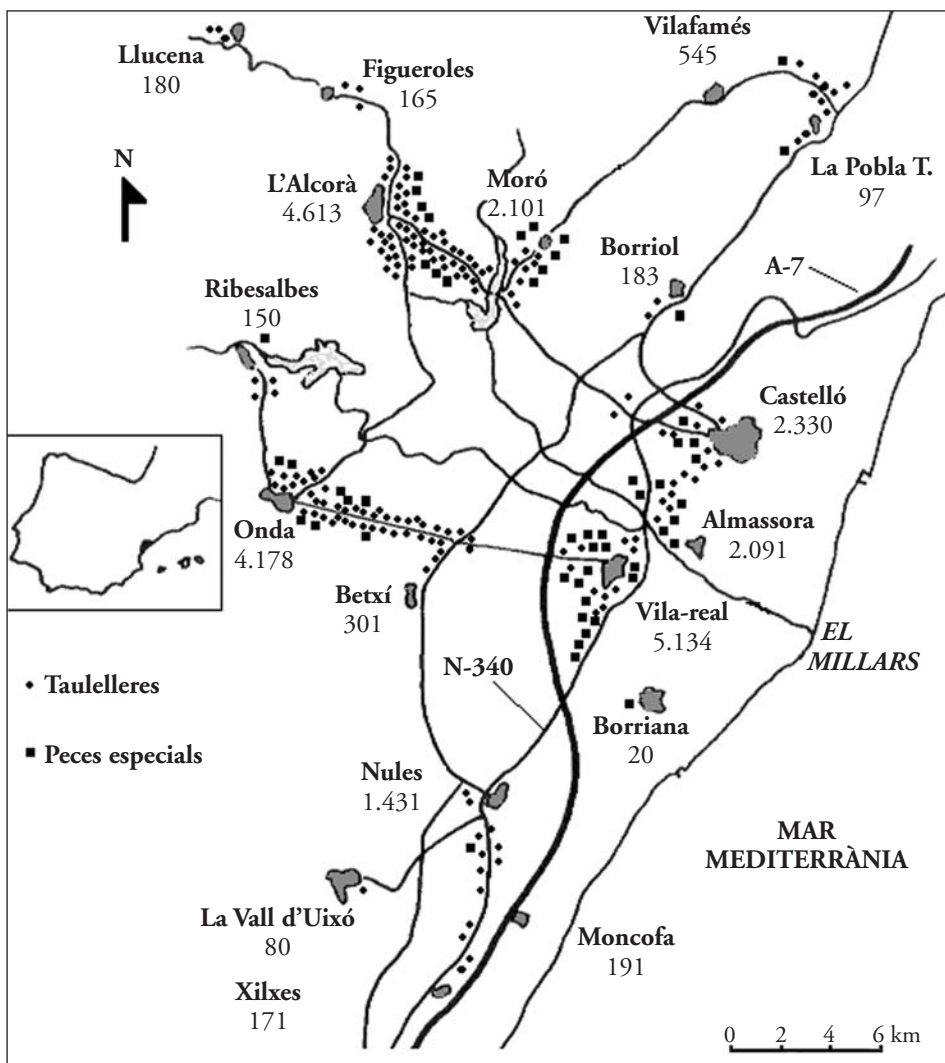 Llucena
180
Figueroles
165
Vilafamés
545
La Pobla T.
97
N
L'Alcorà
4.613
Moró
2.101
Borriol
183
A-7
Ribesalbes
150
Castelló
2.330
Onda
4.178
Almassora
2.091
Betxí
301
Vila-real
5.134
EL
MILLARS
Taulelleres
N-340
Peces especials
Borriana
20
Nules
1.431
MAR
MEDITERRÀNIA
La Vall d'Uixó
80
Moncofa
191
Xilxes
171
0 2 4 6 km